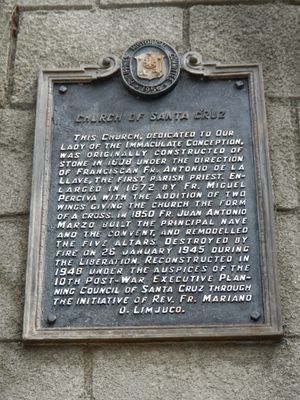 CHURCH OF SANTA CRUZ
THIS CHURCH, DEDICATED TO OUR
LADY OF THE IMMACULATE CONCEPTION,
WAS ORIGINALLY CONSTRUCTED OF
STONE IN 1638 UNDER THE DIRECTION
OF FRANCISCAN FR. ANTONIO DE LA
LLAVE, THE FIRST PARISH PRIEST. EN-
LARGED IN 1672 BY FR. MIGUEL
PERCIVA WITH THE ADDITION OF TWO
WINGS GIVING THE CHURCH THE FORM
OF A CROSS. IN 1850 FR. JUAN ANTONIO
MARZO BUILT THE PRINCIPAL NAVE
AND THE CONVENT, AND REMODELLED
THE FIVE ALTARS. DESTROYED BY
FIRE ON 26 JANUARY 1945 DURING
THE LIBERATION. RECONSTRUCTED IN
1948 UNDER THE AUSPICES OF THE
10TH POST-WAR EXECUTIVE PLAN-
NING COUNCIL OF SANTA CRUZ THROUGH
THE INITIATIVE OF REV. FR. MARIANO
O. LIMJUCO.